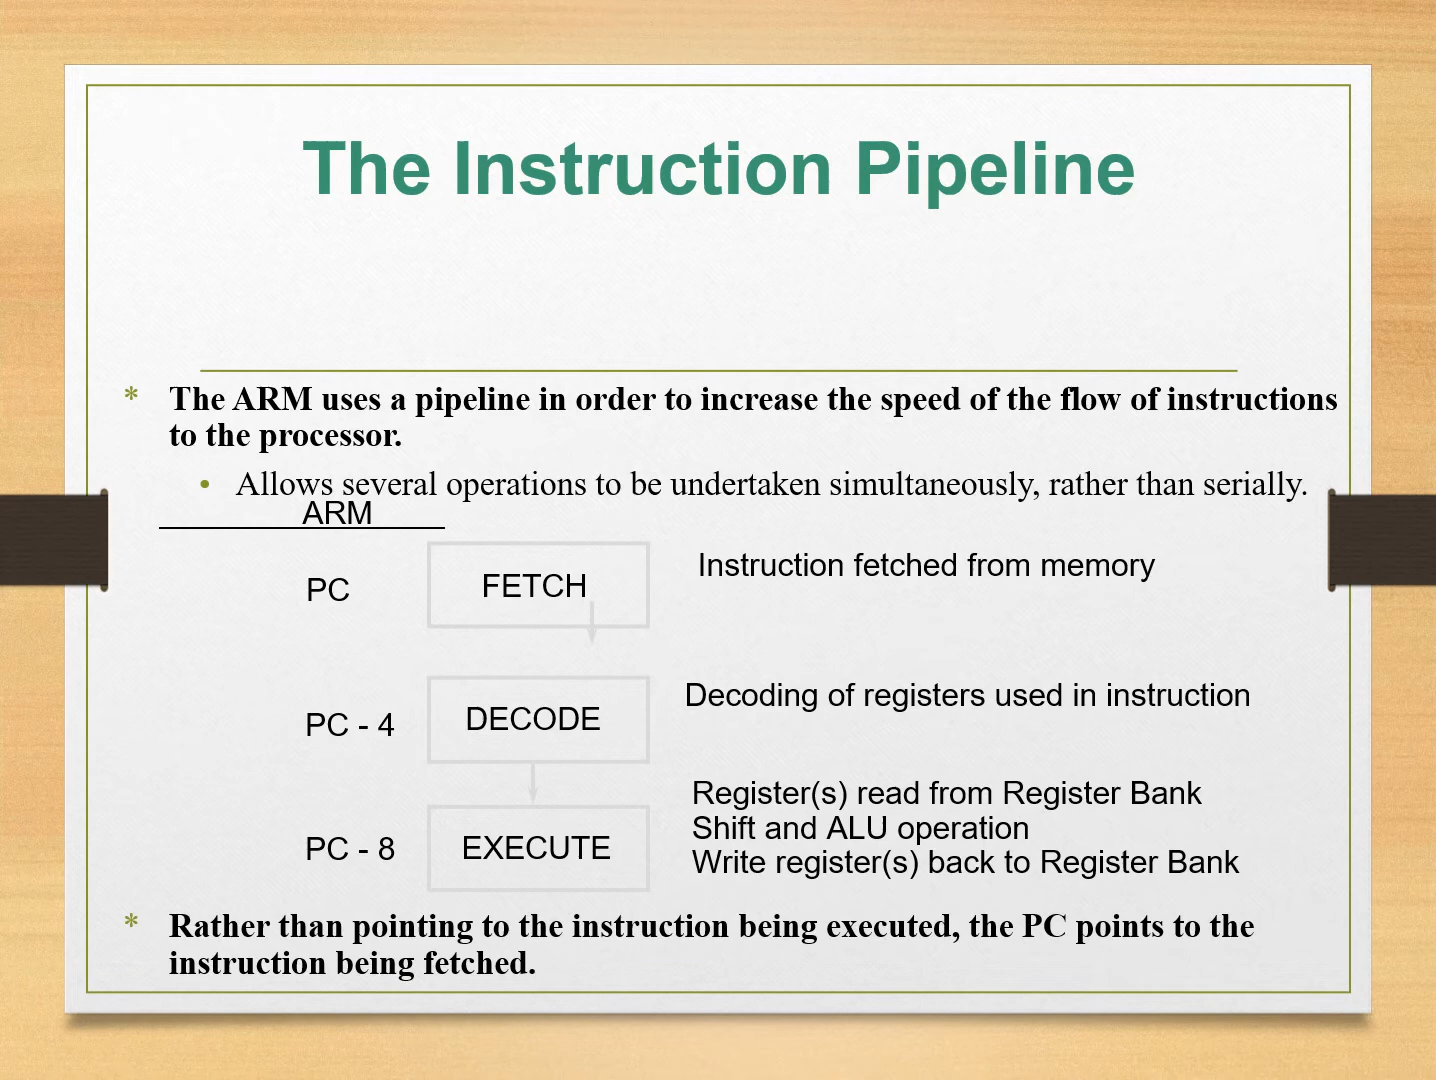 The Instruction Pipeline
* The ARM uses a pipeline in order to increase the speed of the flow of instructions
to the processor.
• Allows several operations to be undertaken simultaneously, rather than serially.
ARM
PC
FETCH
Instruction fetched from memory
PC - 4
DECODE
Decoding of registers used in instruction
PC - 8
EXECUTE
Register(s) read from Register Bank
Shift and ALU operation
Write register(s) back to Register Bank
* Rather than pointing to the instruction being executed, the PC points to the
instruction being fetched.